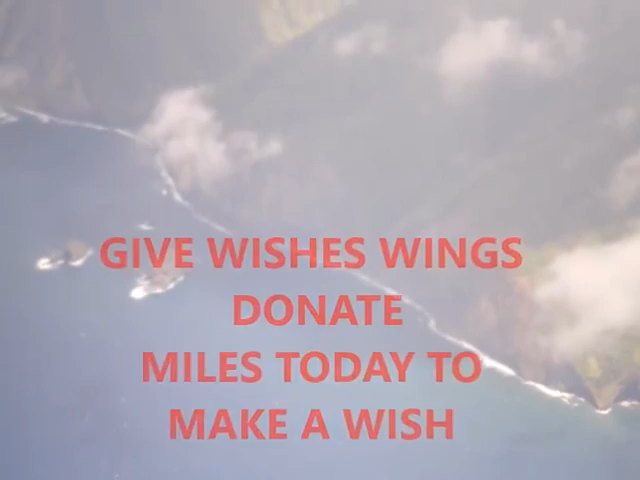 GIVE WISHES WINGS
DONATE
MILES TODAY TO
MAKE A WISH